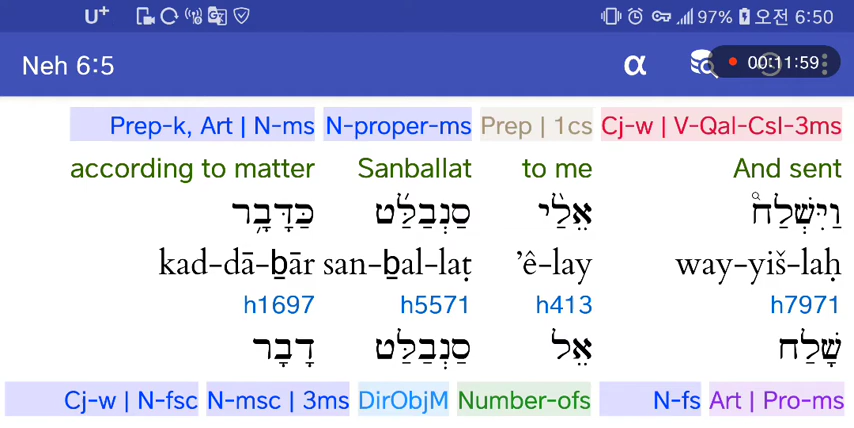 U+ 97% 오전 6:50
Neh 6:5 α 00:11:59
Prep-k, Art | N-ms N-proper-ms Prep | 1cs Cj-w | V-Qal-CsI-3ms
according to matter Sanballat to me And sent
וַיִּשְׁלַח֩ אֵלַ֨י סַנְבַלַּ֜ט כַּדָּבָ֥ר
kad-dā-ḇār san-ḇal-laṭ ’ê-lay way-yiš-laḥ
h1697 h5571 h413 h7971
שָׁלַח אֵל סַנְבַלַּט דָּבָר
Cj-w | N-fsc N-msc | 3ms DirObjM Number-ofs N-fs Art | Pro-ms